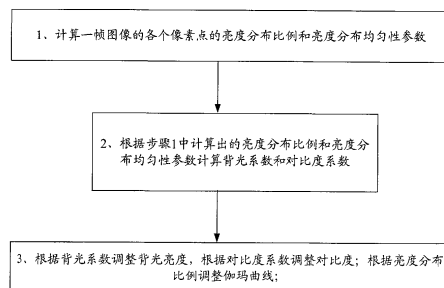 1、计算一帧图像的各个像素点的亮度分布比例和亮度分布均匀性参数
2、根据步骤1中计算出的亮度分布比例和亮度分
布均匀性参数计算背光系数和对比度系数
3、根据背光系数调整背光亮度，根据对比度系数调整对比度；根据亮度分布
比例调整伽玛曲线；